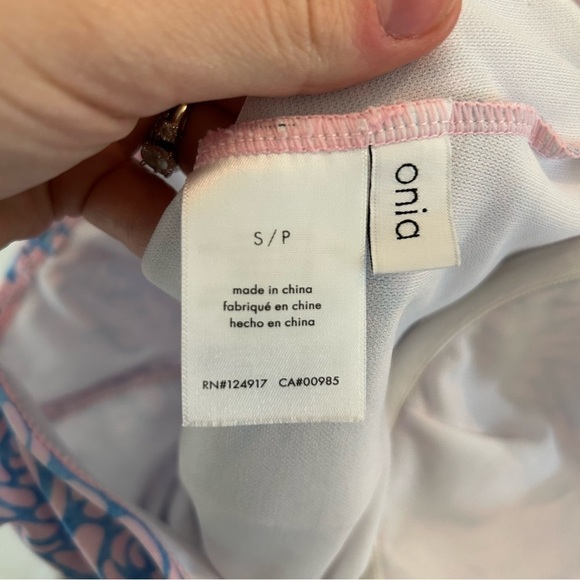 S / P
made in china
fabriqué en chine
hecho en china
RN#124917 CA#00985
onia